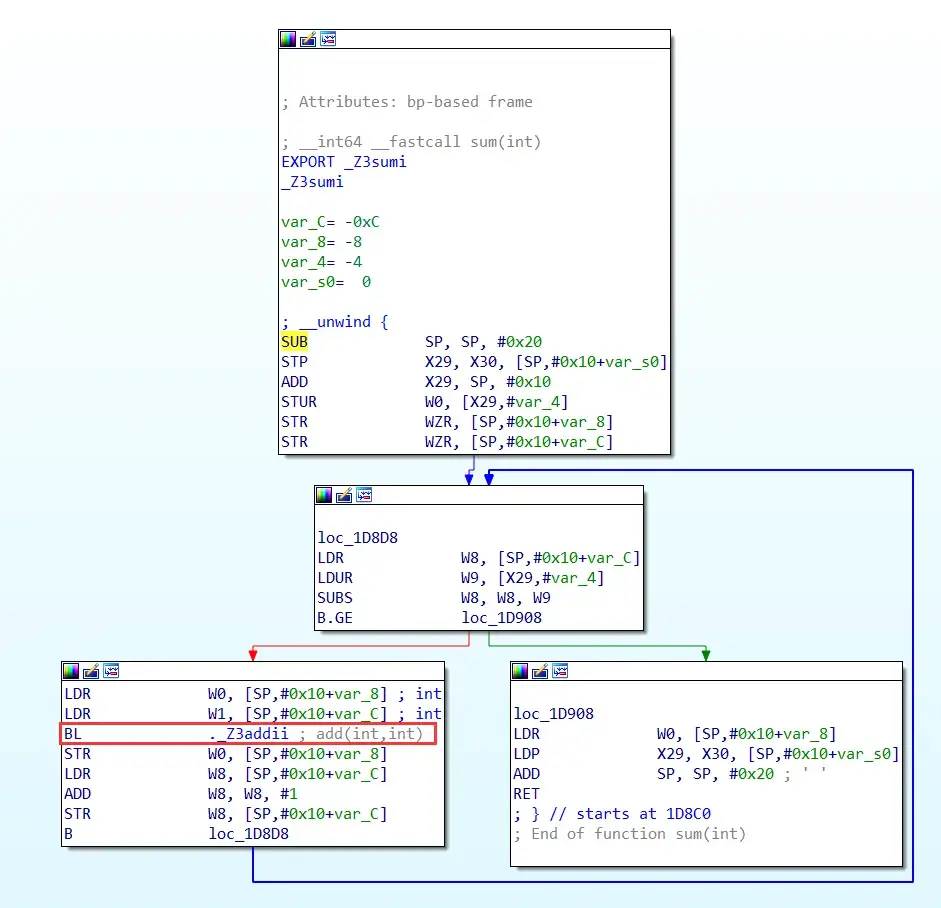 ; Attributes: bp-based frame
; __int64 __fastcall sum(int)
EXPORT _Z3sumi
_Z3sumi
var_C= -0xC
var_8= -8
var_4= -4
var_s0=  0
; __unwind {
SUB SP, SP, #0x20
STP X29, X30, [SP,#0x10+var_s0]
ADD X29, SP, #0x10
STUR W0, [X29,#var_4]
STR WZR, [SP,#0x10+var_8]
STR WZR, [SP,#0x10+var_C]
loc_1D8D8
LDR W8, [SP,#0x10+var_C]
LDUR W9, [X29,#var_4]
SUBS W8, W8, W9
B.GE loc_1D908
LDR W0, [SP,#0x10+var_8] ; int
LDR W1, [SP,#0x10+var_C] ; int
BL ._Z3addii ; add(int,int)
STR W0, [SP,#0x10+var_8]
LDR W8, [SP,#0x10+var_C]
ADD W8, W8, #1
STR W8, [SP,#0x10+var_C]
B loc_1D8D8
loc_1D908
LDR W0, [SP,#0x10+var_8]
LDP X29, X30, [SP,#0x10+var_s0]
ADD SP, SP, #0x20 ; ' '
RET
; } // starts at 1D8C0
; End of function sum(int)